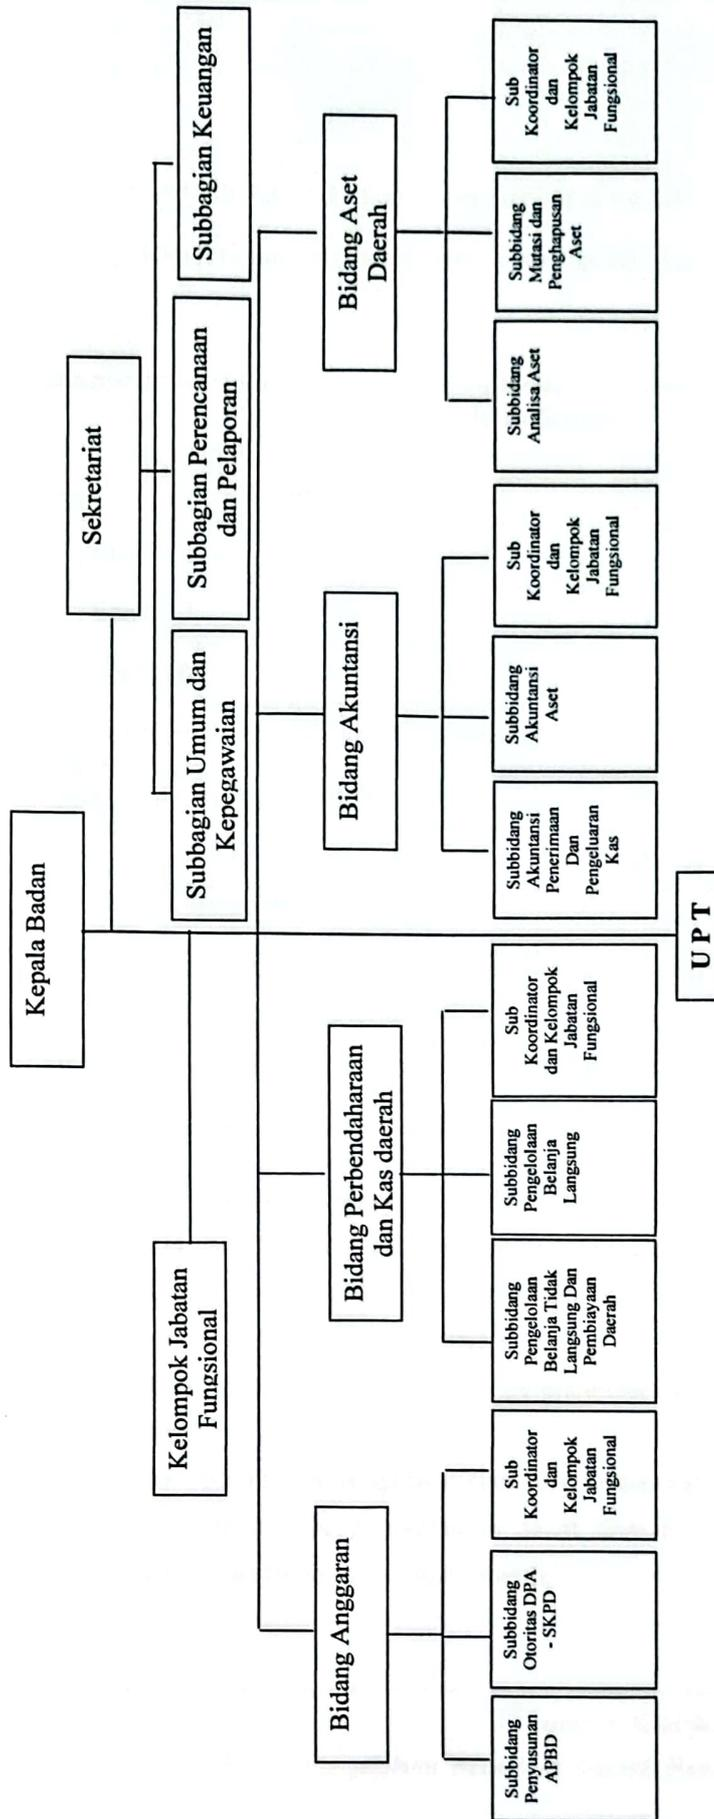 Kepala Badan
Sekretariat
Kelompok Jabatan
Fungsional
Subbagian Umum dan
Kepegawaian
Subbagian Perencanaan
dan Pelaporan
Subbagian Keuangan
Bidang Anggaran
Bidang Perbendaharaan
dan Kas daerah
Bidang Akuntansi
Bidang Aset
Daerah
Subbidang
Penyusunan
APBD
Subbidang
Otoritas DPA
- SKPD
Sub
Koordinator
dan
Kelompok
Jabatan
Fungsional
Subbidang
Pengelolaan
Belanja Tidak
Langsung Dan
Pembiayaan
Daerah
Subbidang
Pengelolaan
Belanja
Langsung
Sub
Koordinator
dan Kelompok
Jabatan
Fungsional
Subbidang
Akuntansi
Penerimaan
Dan
Pengeluaran
Kas
Subbidang
Akuntansi
Aset
Sub
Koordinator
dan
Kelompok
Jabatan
Fungsional
Subbidang
Analisa Aset
Subbidang
Mutasi dan
Penghapusan
Aset
Sub
Koordinator
dan
Kelompok
Jabatan
Fungsional
UPT